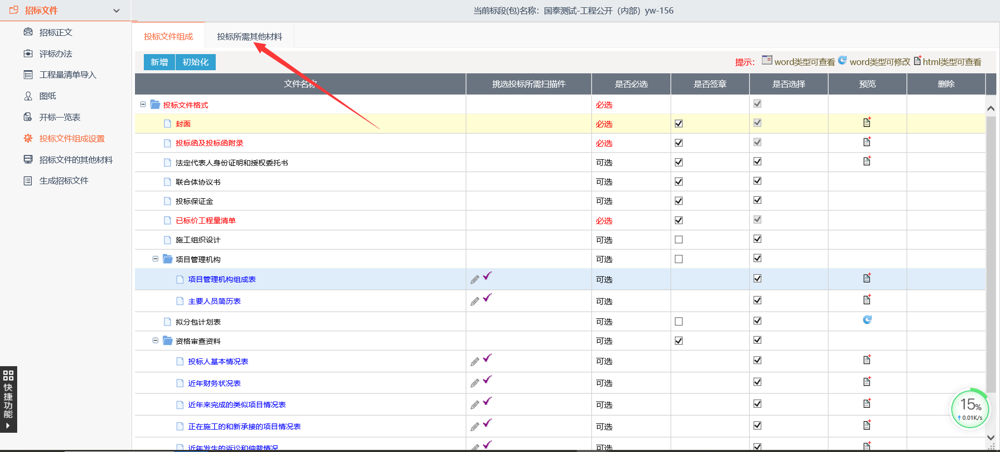 招标文件
当前标段(包)名称：国泰测试-工程公开（内部）yw-156
招标正文
评标办法
工程量清单导入
图纸
开标一览表
投标文件组成设置
招标文件的其他材料
生成招标文件
快捷功能
投标文件组成 投标所需其他材料
新增 初始化
提示： word类型可查看 word类型可修改 html类型可查看
文件名称 挑选投标所需扫描件 是否必选 是否签章 是否选择 预览 删除
投标文件格式 必选
封面 必选
投标函及投标函附录 必选
法定代表人身份证明和授权委托书 可选
联合体协议书 可选
投标保证金 可选
已标价工程量清单 必选
施工组织设计 可选
项目管理机构 可选
项目管理机构组成表 可选
主要人员简历表 可选
拟分包计划表 可选
资格审查资料 可选
投标人基本情况表 可选
近年财务状况表 可选
近年来完成的类似项目情况表 可选
正在施工的和新承接的项目情况表 可选
近年发生的诉讼和仲裁情况 可选
15%
0.01K/s